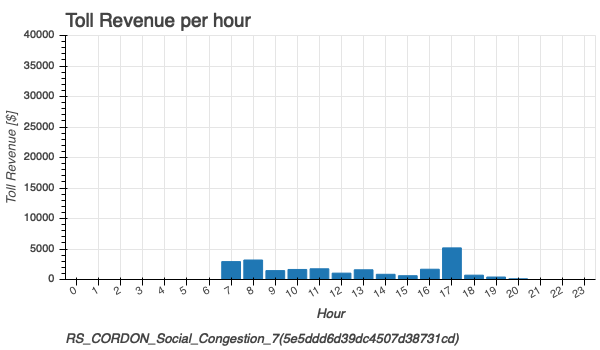 Toll Revenue per hour
40000
35000
30000
25000
20000
15000
10000
5000
0
Toll Revenue [$]
0 1 2 3 4 5 6 7 8 9 10 11 12 13 14 15 16 17 18 19 20 21 22 23
Hour
RS_CORDON_Social_Congestion_7(5e5ddd6d39dc4507d38731cd)